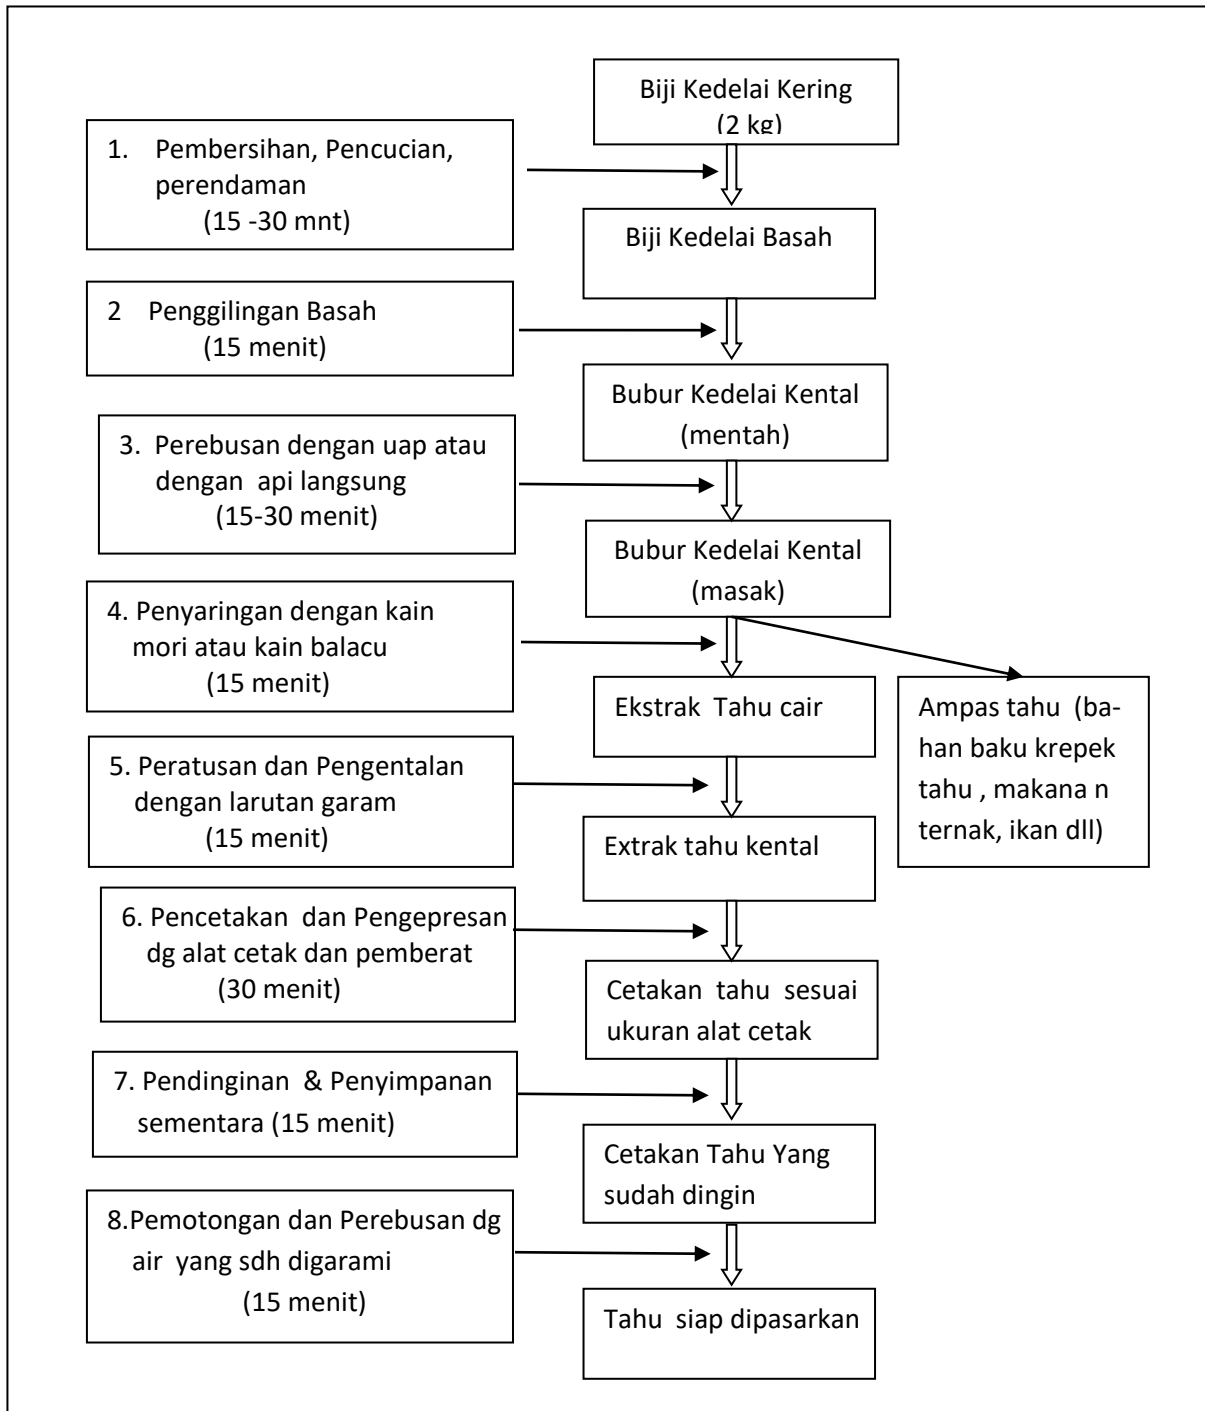 Biji Kedelai Kering
(2 kg)
1. Pembersihan, Pencucian,
perendaman
(15 -30 mnt)
Biji Kedelai Basah
2 Penggilingan Basah
(15 menit)
Bubur Kedelai Kental
(mentah)
3. Perebusan dengan uap atau
dengan api langsung
(15-30 menit)
Bubur Kedelai Kental
(masak)
4. Penyaringan dengan kain
mori atau kain balacu
(15 menit)
Ekstrak Tahu cair
Ampas tahu (ba-
han baku krepek
tahu , makana n
ternak, ikan dll)
5. Peratusan dan Pengentalan
dengan larutan garam
(15 menit)
Extrak tahu kental
6. Pencetakan dan Pengepresan
dg alat cetak dan pemberat
(30 menit)
Cetakan tahu sesuai
ukuran alat cetak
7. Pendinginan & Penyimpanan
sementara (15 menit)
Cetakan Tahu Yang
sudah dingin
8.Pemotongan dan Perebusan dg
air yang sdh digarami
(15 menit)
Tahu siap dipasarkan